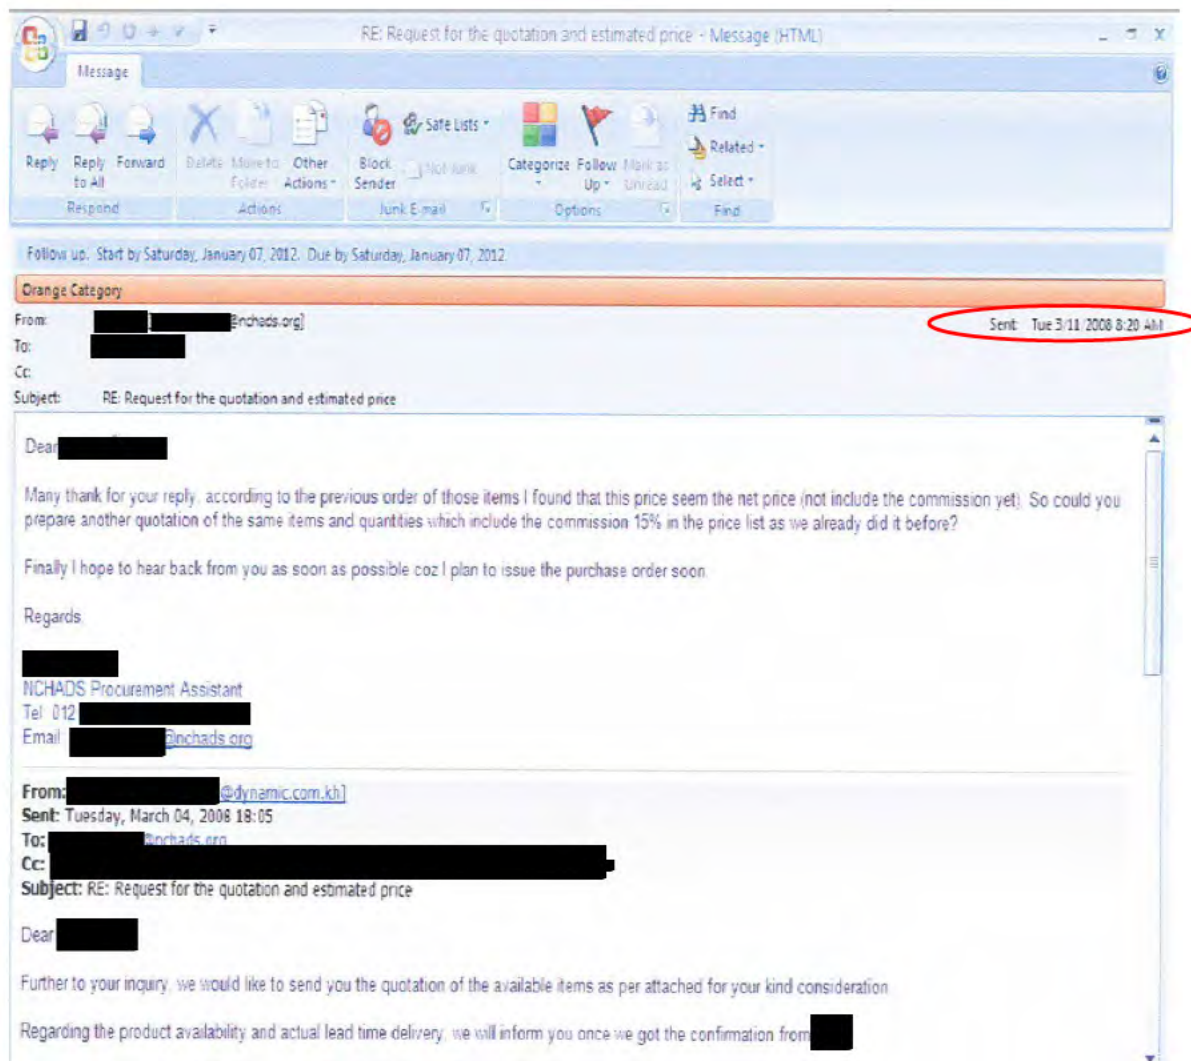 RE: Request for the quotation and estimated price - Message (HTML)
Message
Reply
Reply to All
Forward
Delete
Move to Folder
Other Actions
Block Sender
Safe Lists
Not Junk
Categorize
Follow Up
Mark as Unread
Find
Related
Select
Respond
Actions
Junk E-mail
Options
Find
Follow up. Start by Saturday, January 07, 2012. Due by Saturday, January 07, 2012.
Orange Category
From: @nchads.org]
Sent: Tue 3/11/2008 8:20 AM
To:
Cc:
Subject: RE: Request for the quotation and estimated price
Dear
Many thank for your reply, according to the previous order of those items I found that this price seem the net price (not include the commission yet). So could you
prepare another quotation of the same items and quantities which include the commission 15% in the price list as we already did it before?
Finally I hope to hear back from you as soon as possible coz I plan to issue the purchase order soon.
Regards
NCHADS Procurement Assistant
Tel: 012
Email: @nchads.org
From: @dynamic.com.kh]
Sent: Tuesday, March 04, 2008 18:05
To: @nchads.org
Cc:
Subject: RE: Request for the quotation and estimated price
Dear
Further to your inquiry, we would like to send you the quotation of the available items as per attached for your kind consideration.
Regarding the product availability and actual lead time delivery, we will inform you once we got the confirmation from